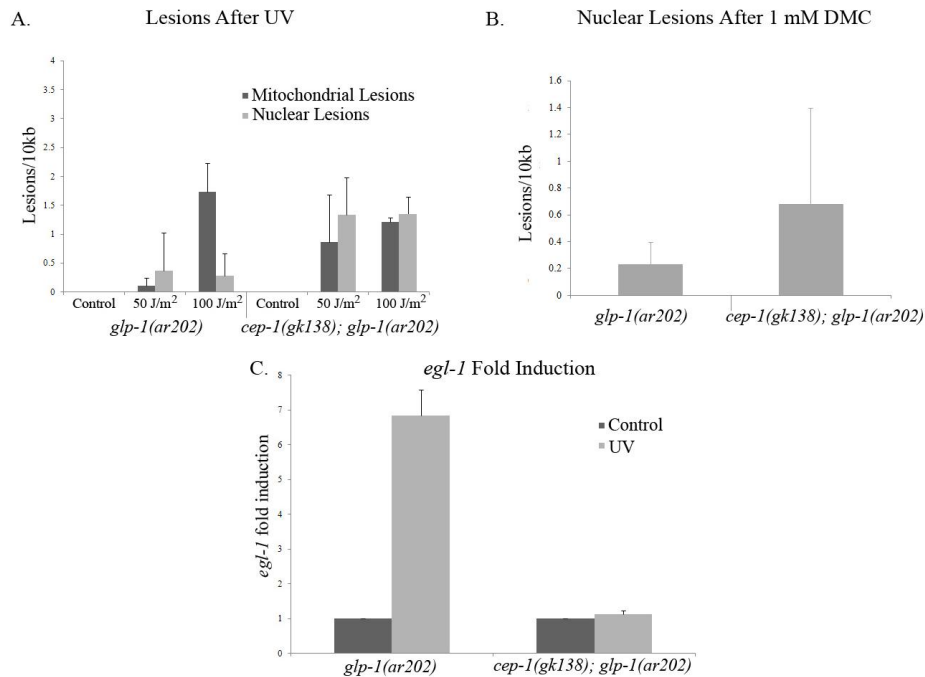 A. Lesions After UV
Lesions/10kb
4
3.5
3
2.5
2
1.5
1
0.5
0
Mitochondrial Lesions
Nuclear Lesions
Control 50 J/m² 100 J/m² Control 50 J/m² 100 J/m²
glp-1(ar202) cep-1(gk138); glp-1(ar202)
B. Nuclear Lesions After 1 mM DMC
Lesions/10kb
1.6
1.4
1.2
1
0.8
0.6
0.4
0.2
0
glp-1(ar202) cep-1(gk138); glp-1(ar202)
C. egl-1 Fold Induction
egl-1 fold induction
8
7
6
5
4
3
2
1
0
Control
UV
glp-1(ar202) cep-1(gk138); glp-1(ar202)